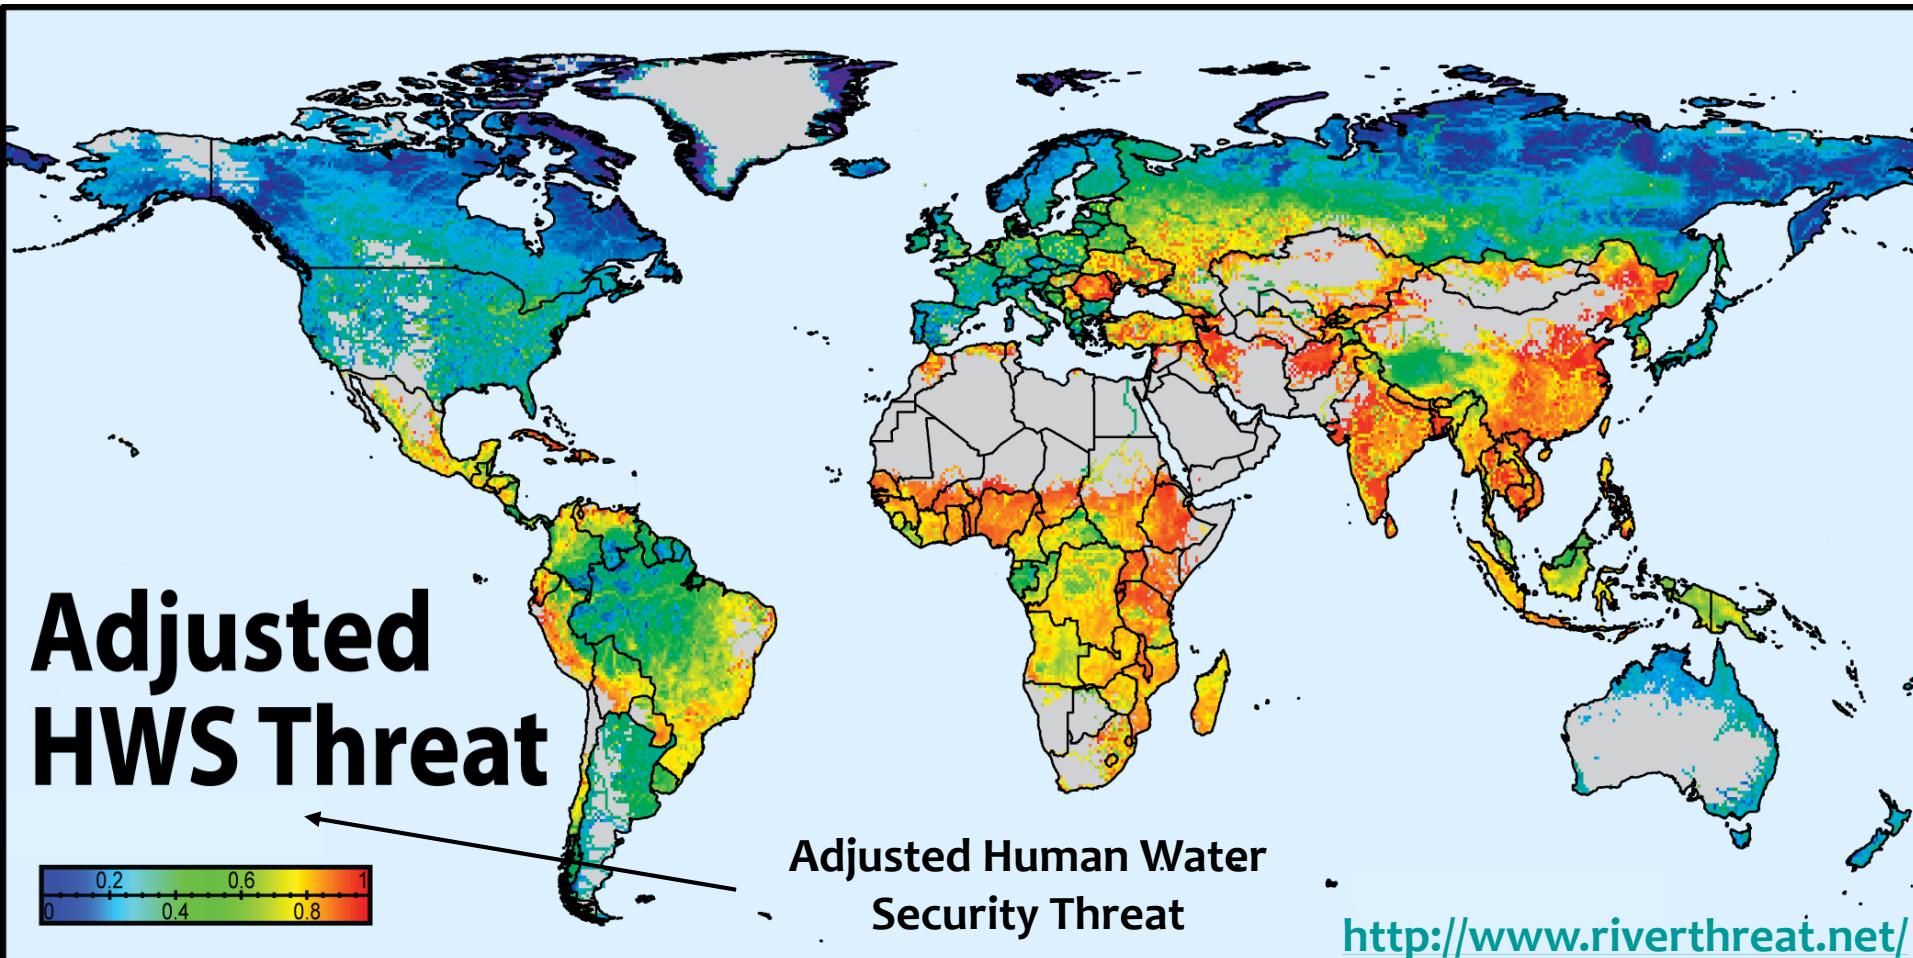 Adjusted
HWS Threat
0.2 0.6 1
0 0.4 0.8
Adjusted Human Water
Security Threat
http://www.riverthreat.net/